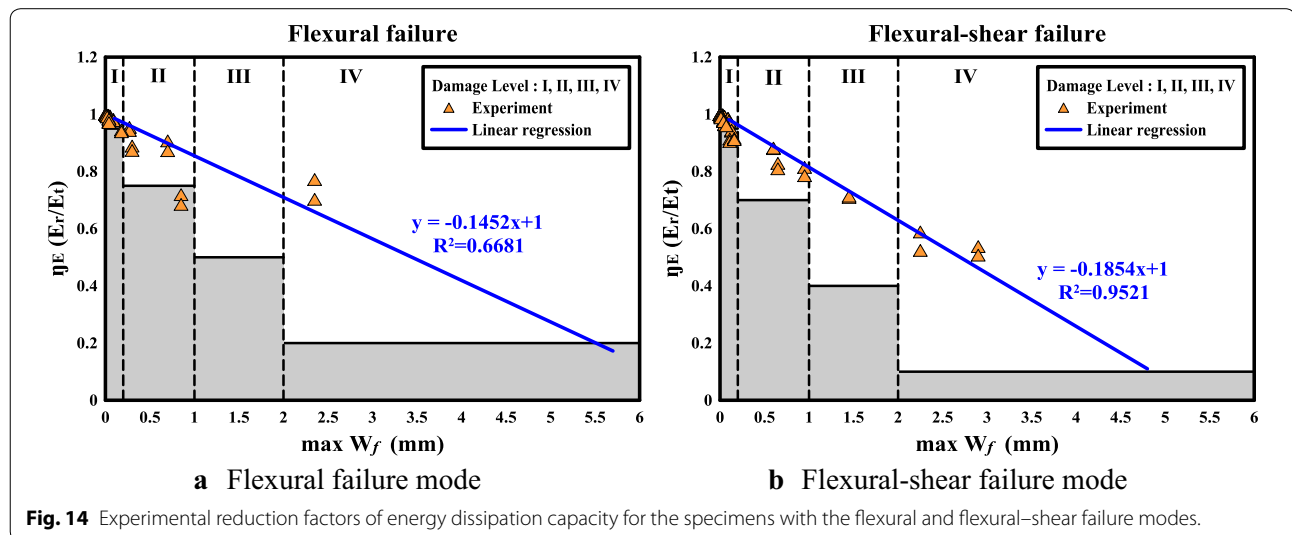 Flexural failure
1.2
1
0.8
0.6
0.4
0.2
0
ŋE (Er/Et)
I II III IV
Damage Level : I, II, III, IV
Experiment
Linear regression
y = -0.1452x+1
R²=0.6681
0 0.5 1 1.5 2 2.5 3 3.5 4 4.5 5 5.5 6
max Wf (mm)
a Flexural failure mode
Flexural-shear failure
1.2
1
0.8
0.6
0.4
0.2
0
ŋE (Er/Et)
I II III IV
Damage Level : I, II, III, IV
Experiment
Linear regression
y = -0.1854x+1
R²=0.9521
0 0.5 1 1.5 2 2.5 3 3.5 4 4.5 5 5.5 6
max Wf (mm)
b Flexural-shear failure mode
Fig. 14 Experimental reduction factors of energy dissipation capacity for the specimens with the flexural and flexural–shear failure modes.